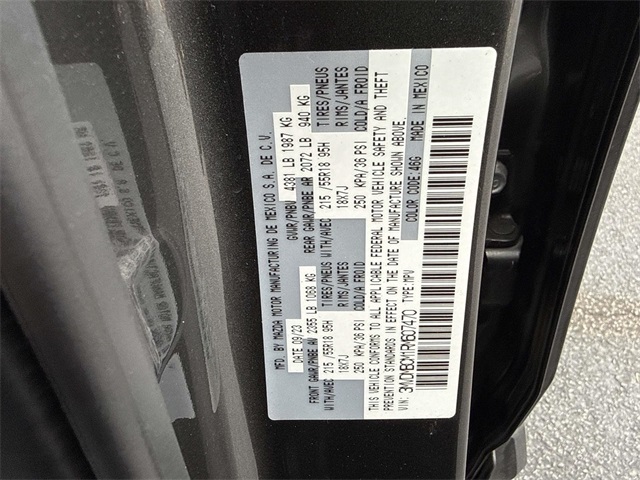 MFD. BY MAZDA MOTOR MANUFACTURING DE MEXICO S.A. DE C.V.
DATE 09/23 GVWR/PNBV 4381 LB 1987 KG
FRONT GAWR/PNBE AV 2355 LB 1068 KG REAR GAWR/PNBE AR 2072 LB 940 KG
WITH/AVEC 215/55R18 95H TIRES/PNEUS WITH/AVEC 215/55R18 95H TIRES/PNEUS
18X7J RIMS/JANTES 18X7J RIMS/JANTES
250 KPA/36 PSI COLD/A FROID 250 KPA/36 PSI COLD/A FROID
THIS VEHICLE CONFORMS TO ALL APPLICABLE FEDERAL MOTOR VEHICLE SAFETY AND THEFT
PREVENTION STANDARDS IN EFFECT ON THE DATE OF MANUFACTURE SHOWN ABOVE.
VIN: 3MVDMBCM1RM607470 TYPE: MPV COLOR CODE: 46G MADE IN MEXICO